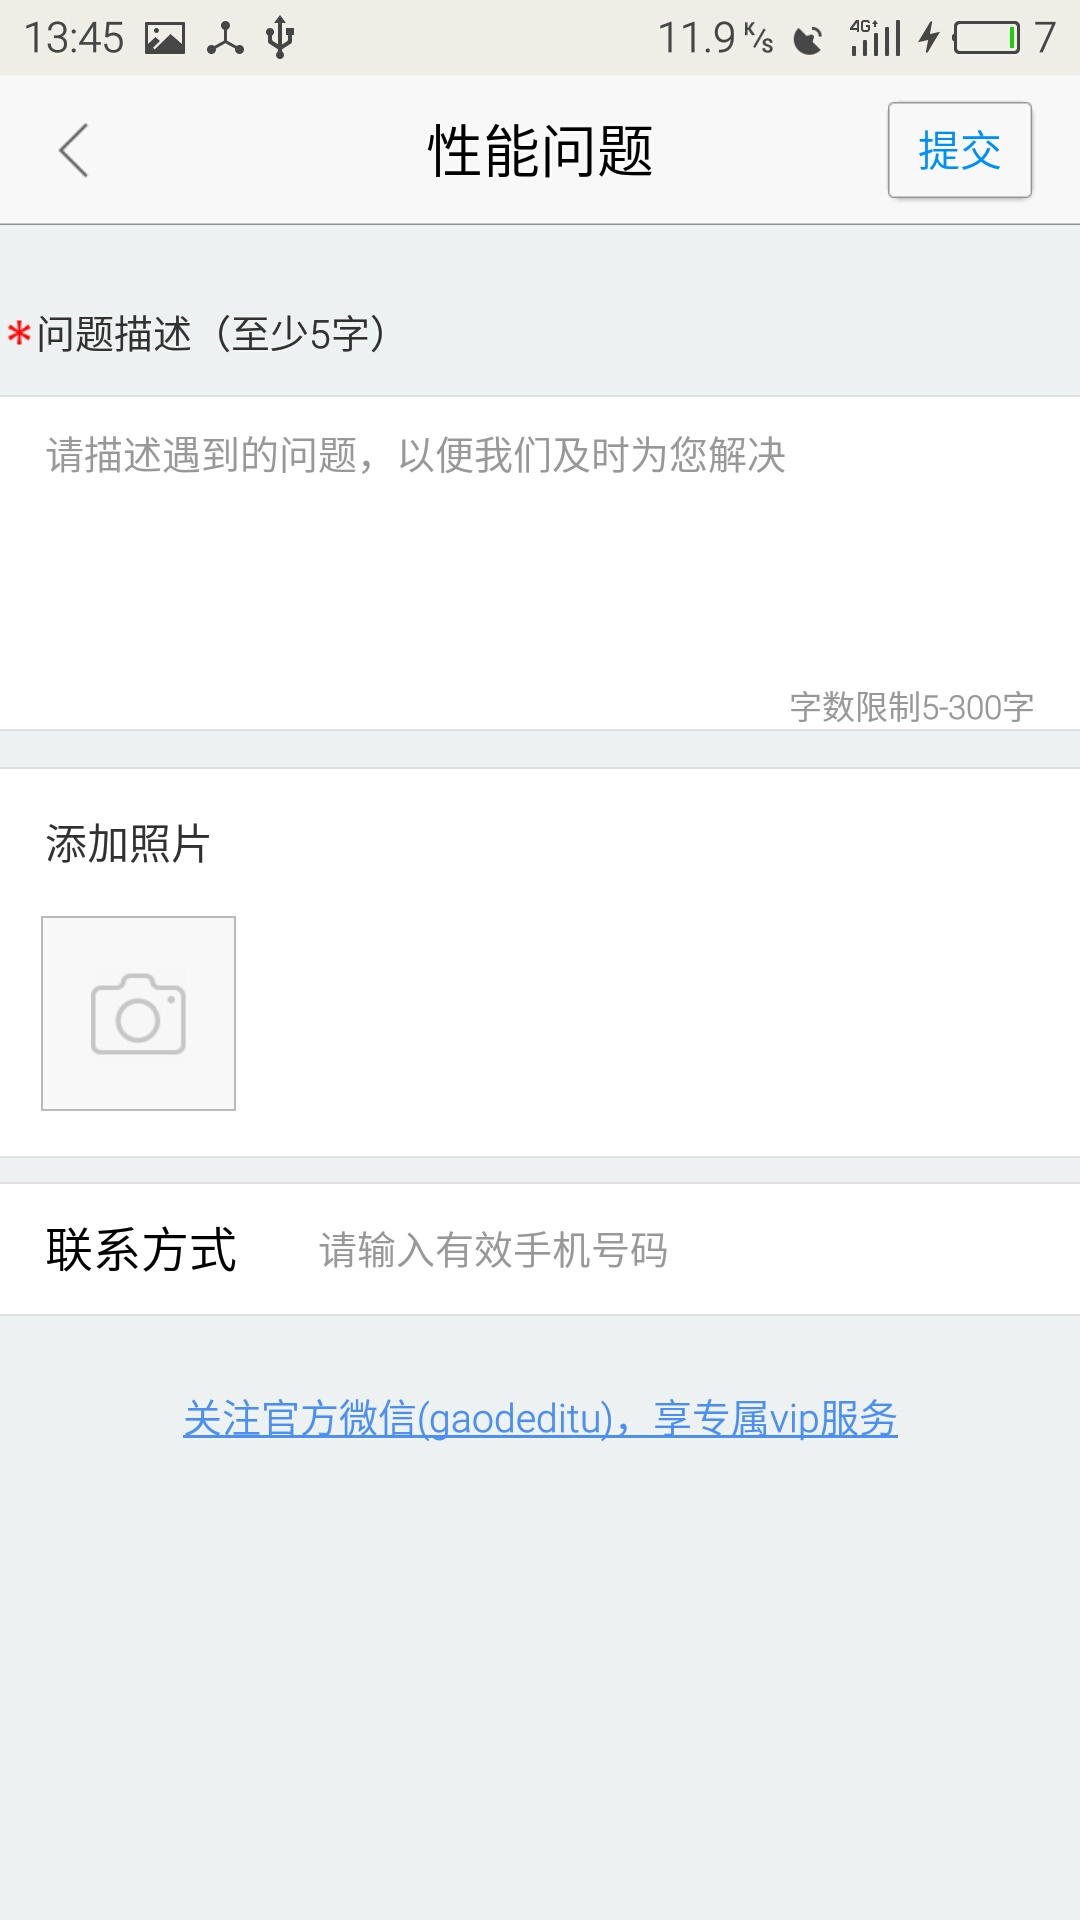 13:45 11.9 K/s 4G+ 7
性能问题
提交
*问题描述（至少5字）
请描述遇到的问题，以便我们及时为您解决
字数限制5-300字
添加照片
联系方式 请输入有效手机号码
关注官方微信(gaodeditu)，享专属vip服务